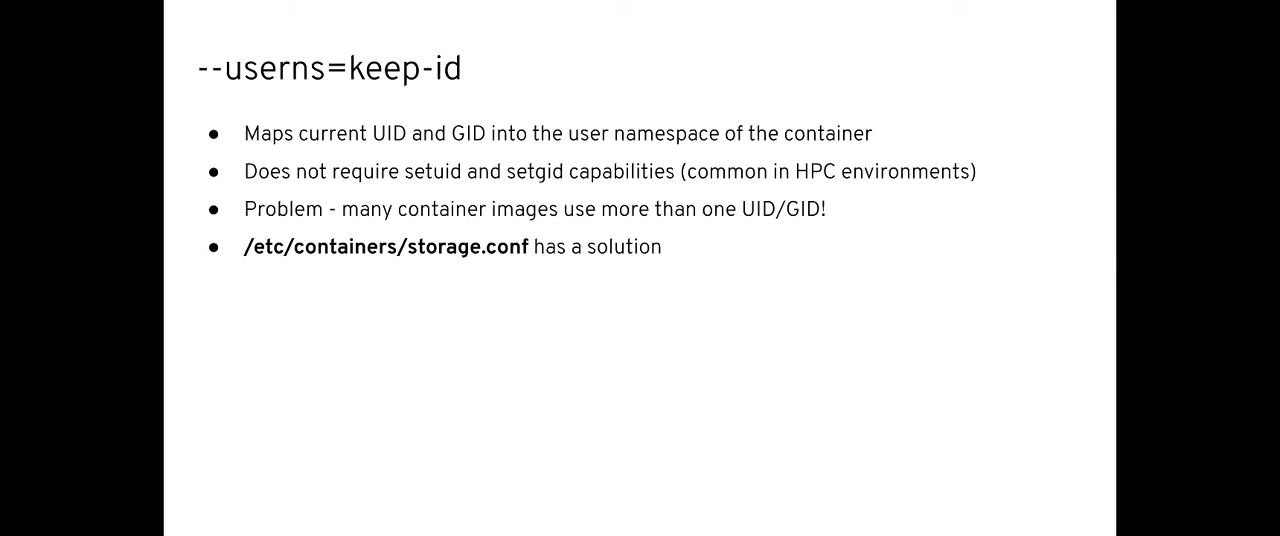 --userns=keep-id
● Maps current UID and GID into the user namespace of the container
● Does not require setuid and setgid capabilities (common in HPC environments)
● Problem - many container images use more than one UID/GID!
● /etc/containers/storage.conf has a solution